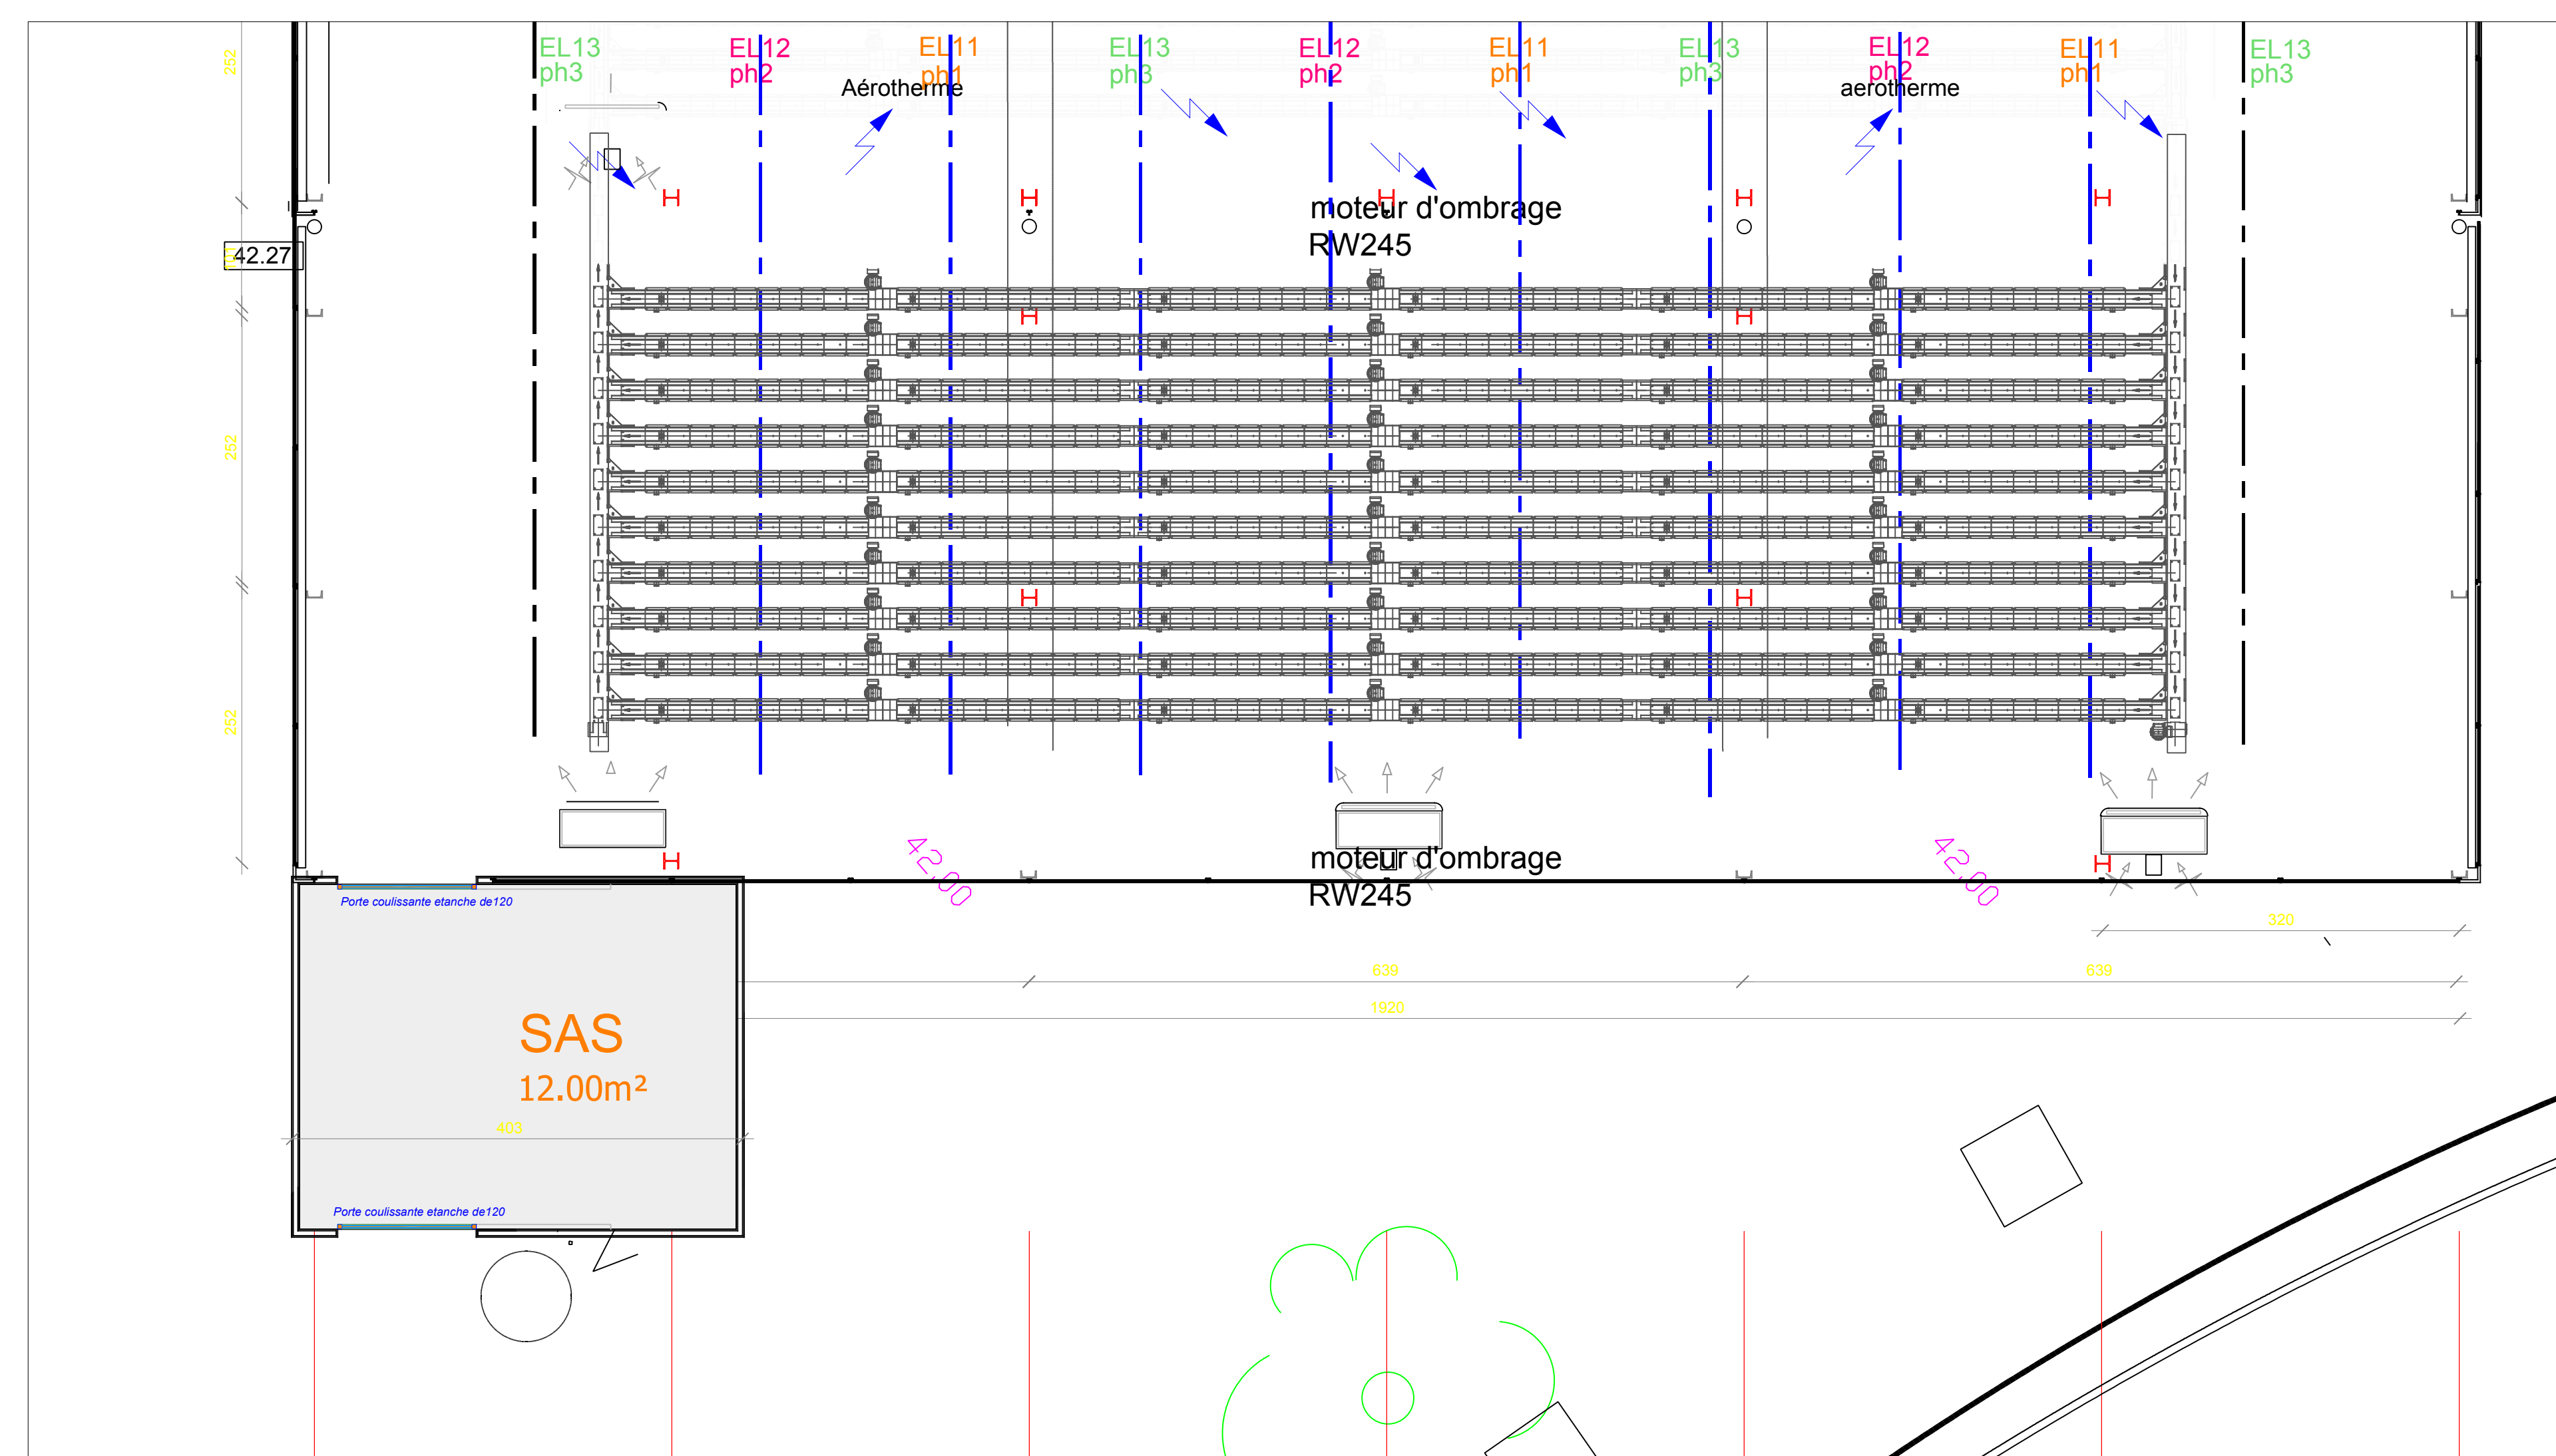 252
EL13
ph3
EL12
ph2
EL11
ph1
EL13
ph3
EL12
ph2
EL11
ph1
EL13
ph3
EL12
ph2
EL11
ph1
EL13
ph3
Aérotherme
aerotherme
H
H
H
H
H
moteur d'ombrage
RW245
42.27
H
H
252
H
H
252
42.00
42.00
moteur d'ombrage
RW245
H
H
Porte coulissante etanche de120
320
639
639
1920
SAS
12.00m²
403
Porte coulissante etanche de120